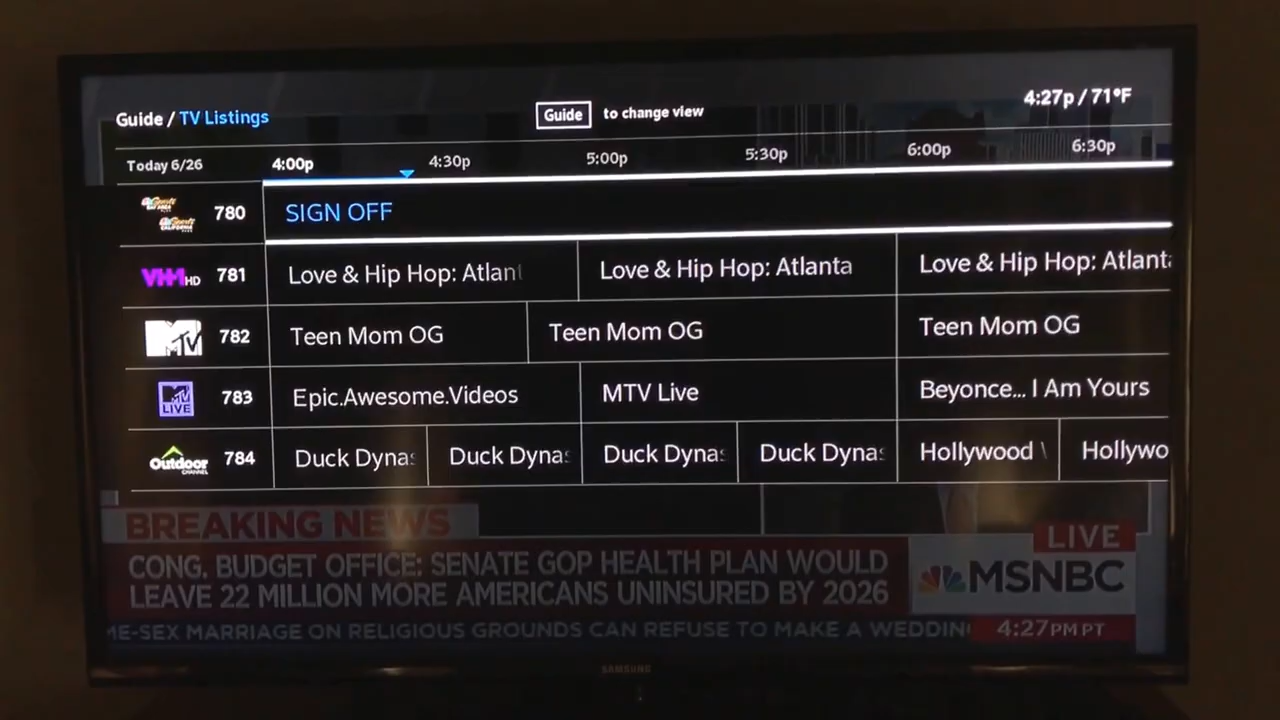 Guide / TV Listings
Guide to change view
4:27p / 71°F
Today 6/26 4:00p 4:30p 5:00p 5:30p 6:00p 6:30p
780 SIGN OFF
VH1 HD 781 Love & Hip Hop: Atlan Love & Hip Hop: Atlanta Love & Hip Hop: Atlanta
MTV 782 Teen Mom OG Teen Mom OG Teen Mom OG
MTV LIVE 783 Epic.Awesome.Videos MTV Live Beyonce... I Am Yours
Outdoor CHANNEL 784 Duck Dynas Duck Dynas Duck Dynas Duck Dynas Hollywood Hollywo
BREAKING NEWS
LIVE
CONG. BUDGET OFFICE: SENATE GOP HEALTH PLAN WOULD
LEAVE 22 MILLION MORE AMERICANS UNINSURED BY 2026
MSNBC
ME-SEX MARRIAGE ON RELIGIOUS GROUNDS CAN REFUSE TO MAKE A WEDDING
4:27PM PT
SAMSUNG